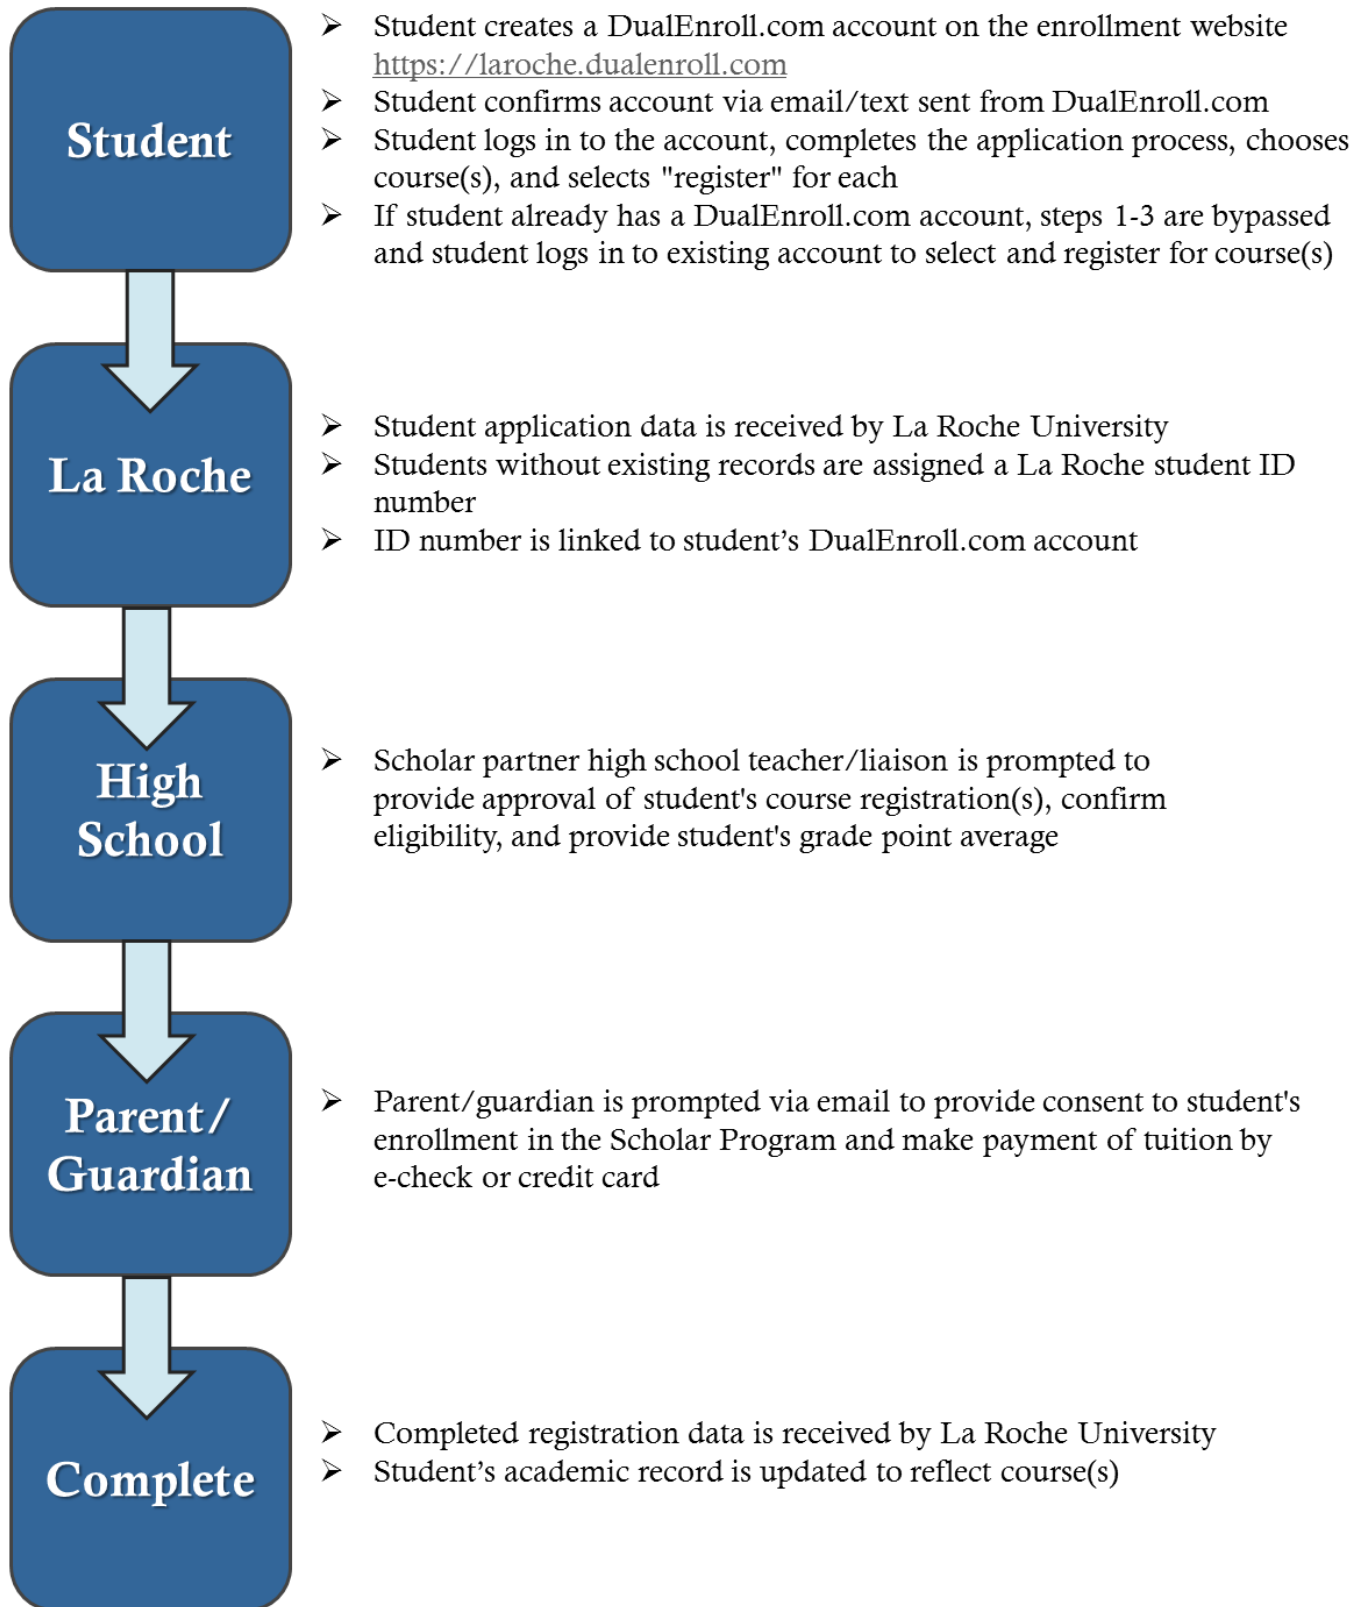 Student
➢ Student creates a DualEnroll.com account on the enrollment website
https://laroche.dualenroll.com
➢ Student confirms account via email/text sent from DualEnroll.com
➢ Student logs in to the account, completes the application process, chooses
course(s), and selects "register" for each
➢ If student already has a DualEnroll.com account, steps 1-3 are bypassed
and student logs in to existing account to select and register for course(s)
La Roche
➢ Student application data is received by La Roche University
➢ Students without existing records are assigned a La Roche student ID
number
➢ ID number is linked to student’s DualEnroll.com account
High
School
➢ Scholar partner high school teacher/liaison is prompted to
provide approval of student's course registration(s), confirm
eligibility, and provide student's grade point average
Parent/
Guardian
➢ Parent/guardian is prompted via email to provide consent to student's
enrollment in the Scholar Program and make payment of tuition by
e-check or credit card
Complete
➢ Completed registration data is received by La Roche University
➢ Student’s academic record is updated to reflect course(s)